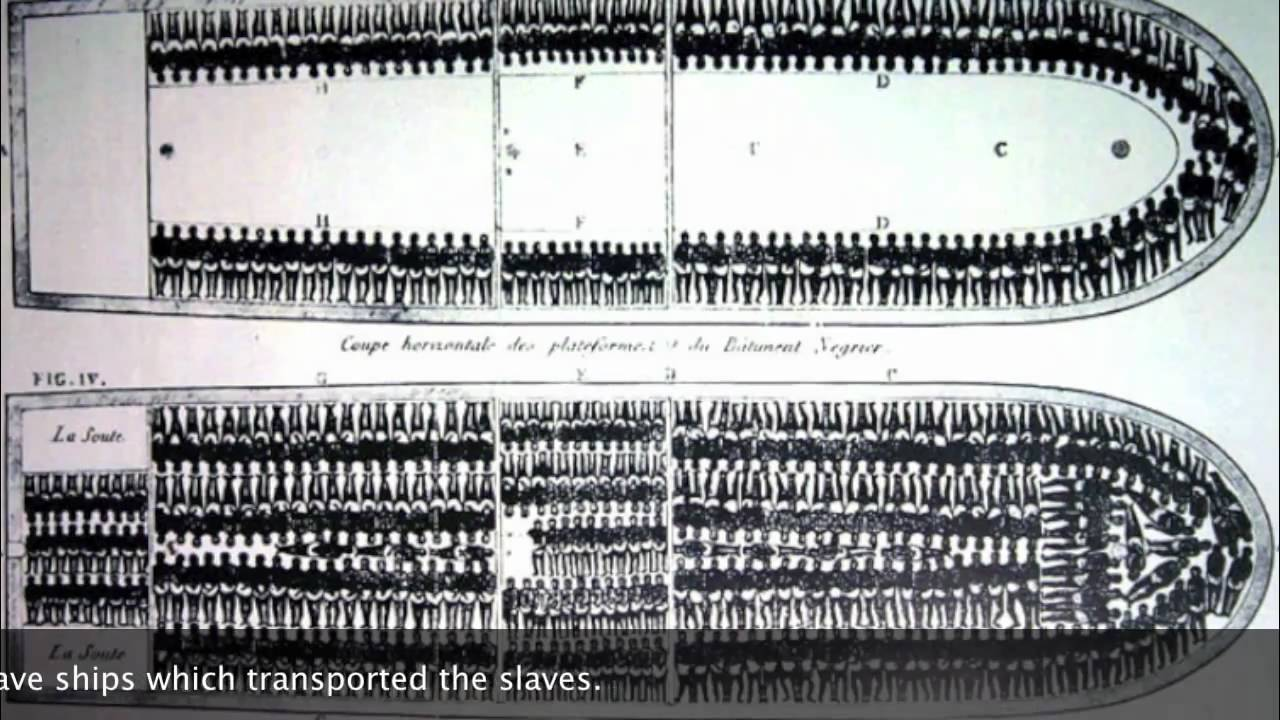 H F D
E C
H F D
Coupe horizontale des plateformes du Bâtiment Negrier.
FIG. IV.
La Soute
La Soute
ave ships which transported the slaves.